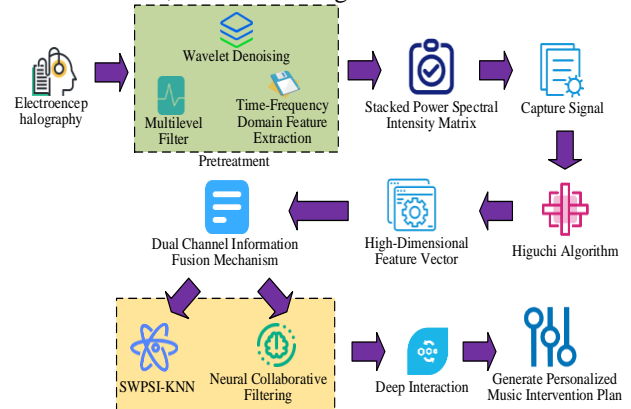 Wavelet Denoising
Electroencep
halography
Multilevel
Filter
Time-Frequency
Domain Feature
Extraction
Pretreatment
Stacked Power Spectral
Intensity Matrix
Capture Signal
Dual Channel Information
Fusion Mechanism
High-Dimensional
Feature Vector
Higuchi Algorithm
SWPSI-KNN
Neural Collaborative
Filtering
Deep Interaction
Generate Personalized
Music Intervention Plan